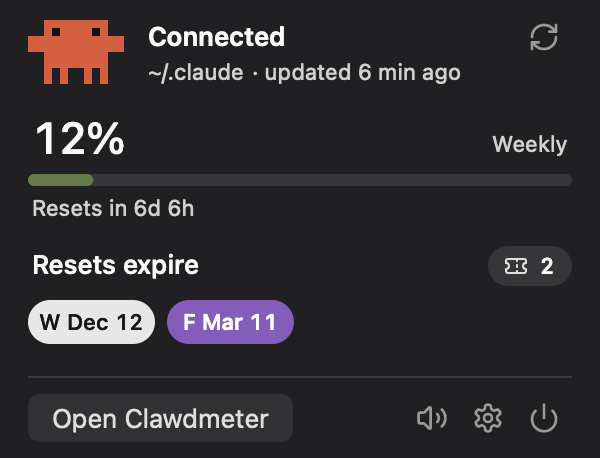 Connected
~/.claude · updated 6 min ago
12%
Weekly
Resets in 6d 6h
Resets expire
2
W Dec 12
F Mar 11
Open Clawdmeter